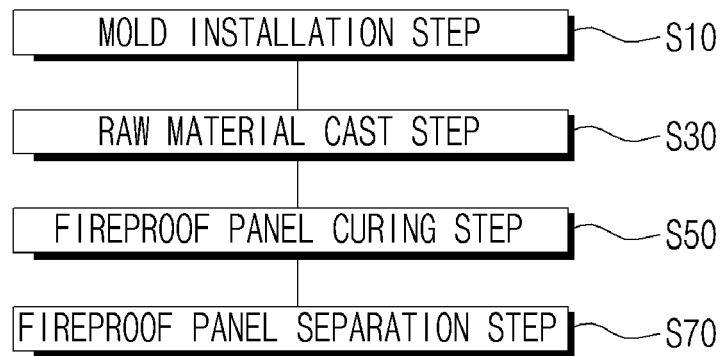 MOLD INSTALLATION STEP S10
RAW MATERIAL CAST STEP S30
FIREPROOF PANEL CURING STEP S50
FIREPROOF PANEL SEPARATION STEP S70